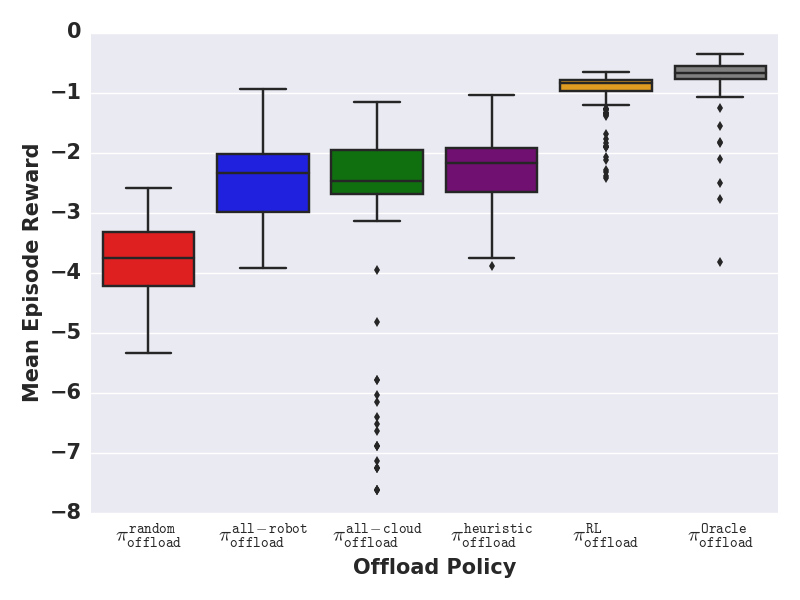 0
−1
−2
−3
−4
−5
−6
−7
−8
Mean Episode Reward
π_offload^random
π_offload^all−robot
π_offload^all−cloud
π_offload^heuristic
π_offload^RL
π_offload^Oracle
Offload Policy